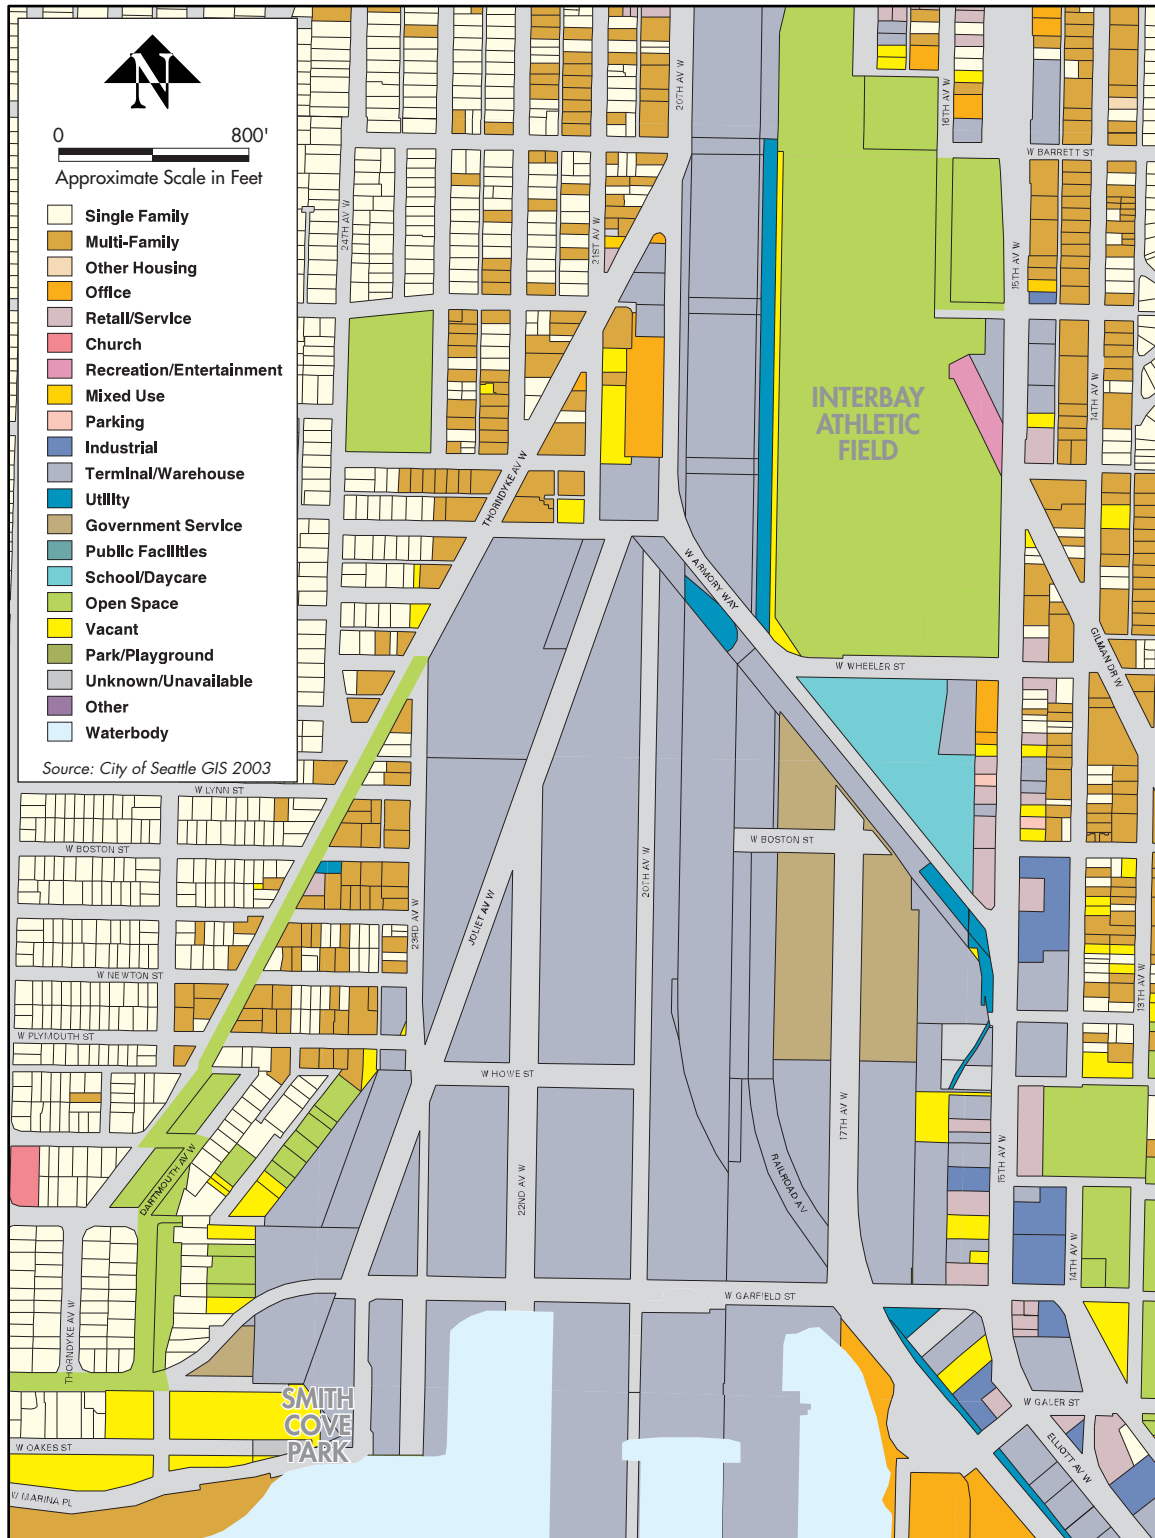 N
0 800'
Approximate Scale in Feet
Single Family
Multi-Family
Other Housing
Office
Retail/Service
Church
Recreation/Entertainment
Mixed Use
Parking
Industrial
Terminal/Warehouse
Utility
Government Service
Public Facilities
School/Daycare
Open Space
Vacant
Park/Playground
Unknown/Unavailable
Other
Waterbody
Source: City of Seattle GIS 2003
20TH AV W
16TH AV W
W BARRETT ST
24TH AV W
21ST AV W
15TH AV W
14TH AV W
INTERBAY
ATHLETIC
FIELD
THORNDYKE AV W
W ARMORY WAY
GILMAN DR W
W WHEELER ST
W LYNN ST
W BOSTON ST
W BOSTON ST
20TH AV W
JOLIET AV W
23RD AV W
W NEWTON ST
13TH AV W
W PLYMOUTH ST
W HOWE ST
17TH AV W
15TH AV W
DARTMOUTH AV W
22ND AV W
RAILROAD AV
14TH AV W
W GARFIELD ST
THORNDYKE AV W
SMITH
COVE
PARK
W GALER ST
W OAKES ST
ELLIOTT AV W
W MARINA PL